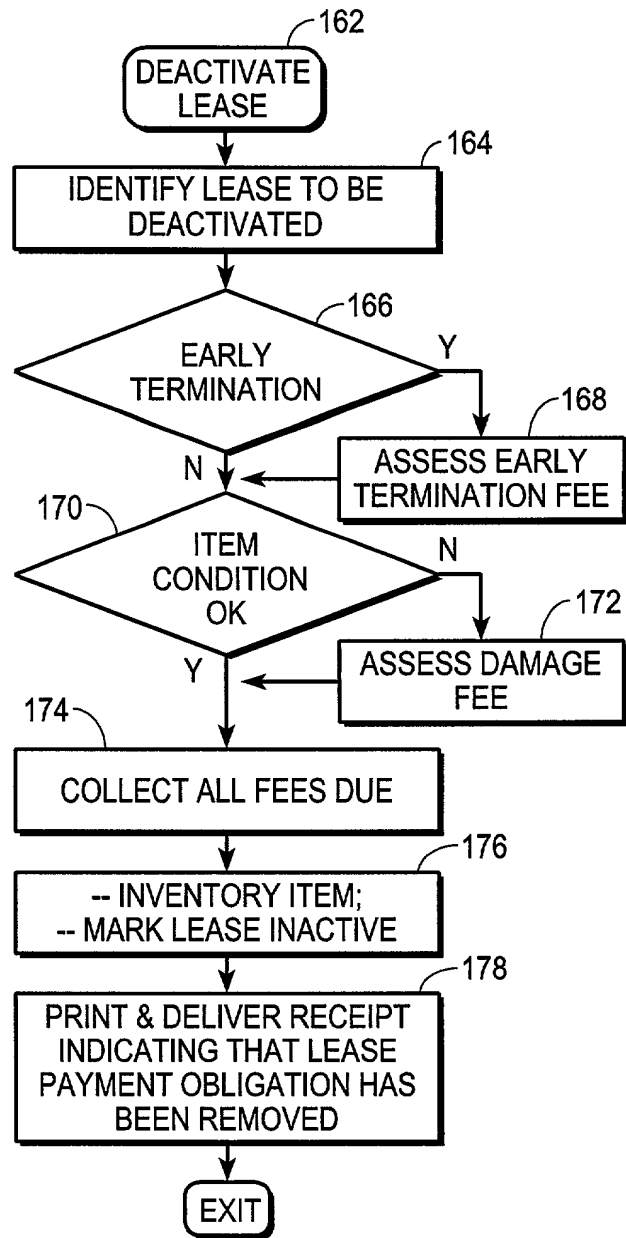 162
DEACTIVATE
LEASE
164
IDENTIFY LEASE TO BE
DEACTIVATED
166
EARLY
TERMINATION
Y
168
ASSESS EARLY
TERMINATION FEE
N
170
ITEM
CONDITION
OK
N
172
ASSESS DAMAGE
FEE
Y
174
COLLECT ALL FEES DUE
176
-- INVENTORY ITEM;
-- MARK LEASE INACTIVE
178
PRINT & DELIVER RECEIPT
INDICATING THAT LEASE
PAYMENT OBLIGATION HAS
BEEN REMOVED
EXIT